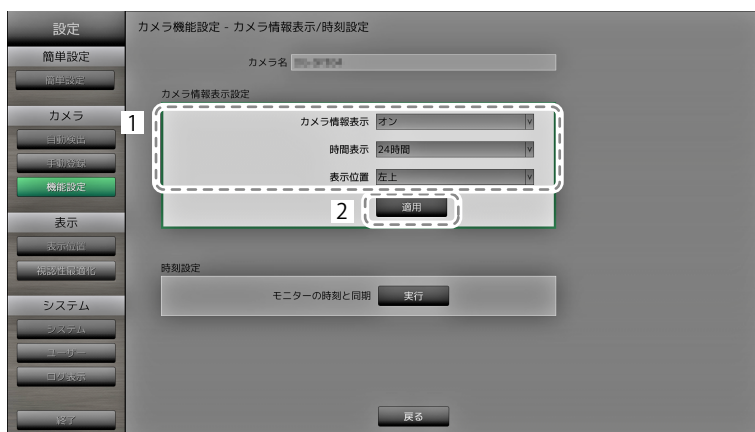 設定
カメラ機能設定 - カメラ情報表示/時刻設定
簡単設定
簡単設定
カメラ
自動検出
手動登録
機能設定
表示
表示位置
視認性最適化
システム
システム
ユーザー
ログ表示
終了
カメラ名
カメラ情報表示設定
1
カメラ情報表示 オン
時間表示 24時間
表示位置 左上
2 適用
時刻設定
モニターの時刻と同期 実行
戻る